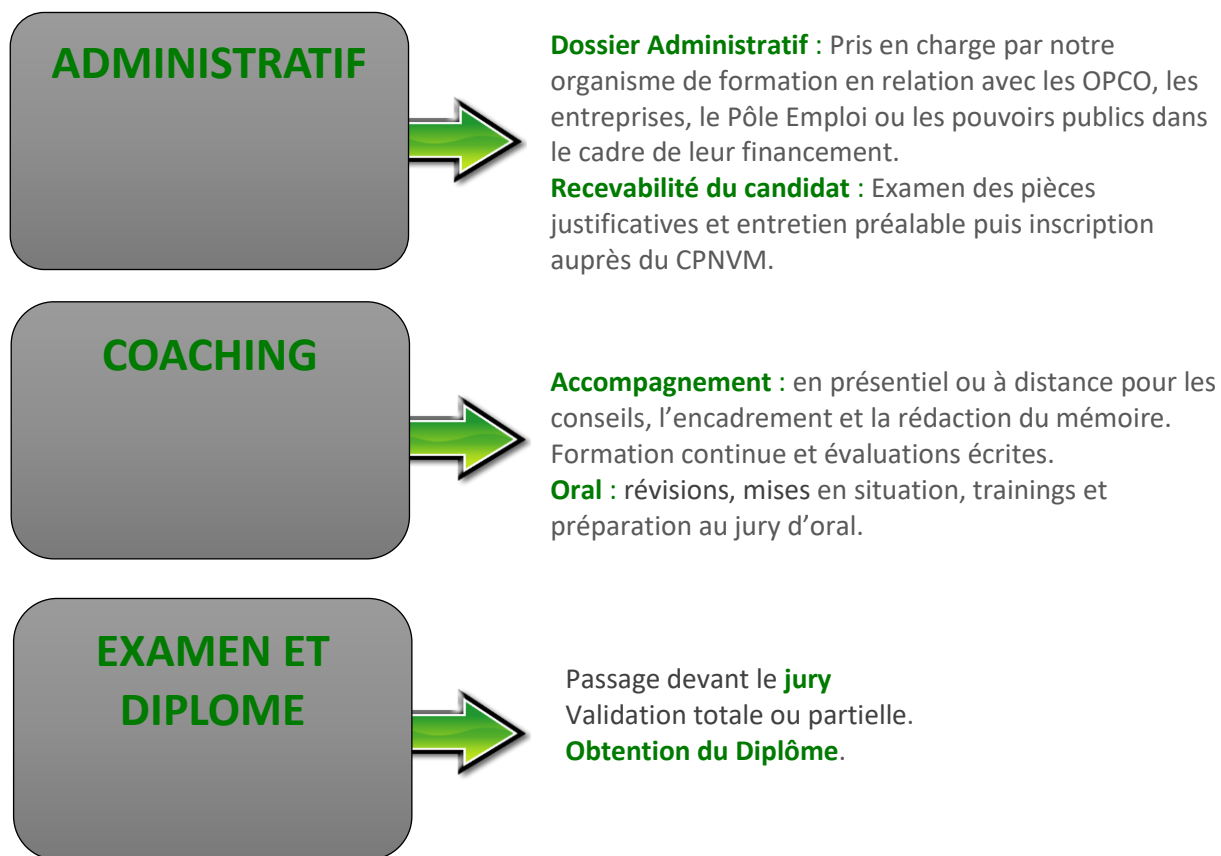 ADMINISTRATIF
Dossier Administratif : Pris en charge par notre
organisme de formation en relation avec les OPCO, les
entreprises, le Pôle Emploi ou les pouvoirs publics dans
le cadre de leur financement.
Recevabilité du candidat : Examen des pièces
justificatives et entretien préalable puis inscription
auprès du CPNVM.
COACHING
Accompagnement : en présentiel ou à distance pour les
conseils, l’encadrement et la rédaction du mémoire.
Formation continue et évaluations écrites.
Oral : révisions, mises en situation, trainings et
préparation au jury d’oral.
EXAMEN ET
DIPLOME
Passage devant le jury
Validation totale ou partielle.
Obtention du Diplôme.